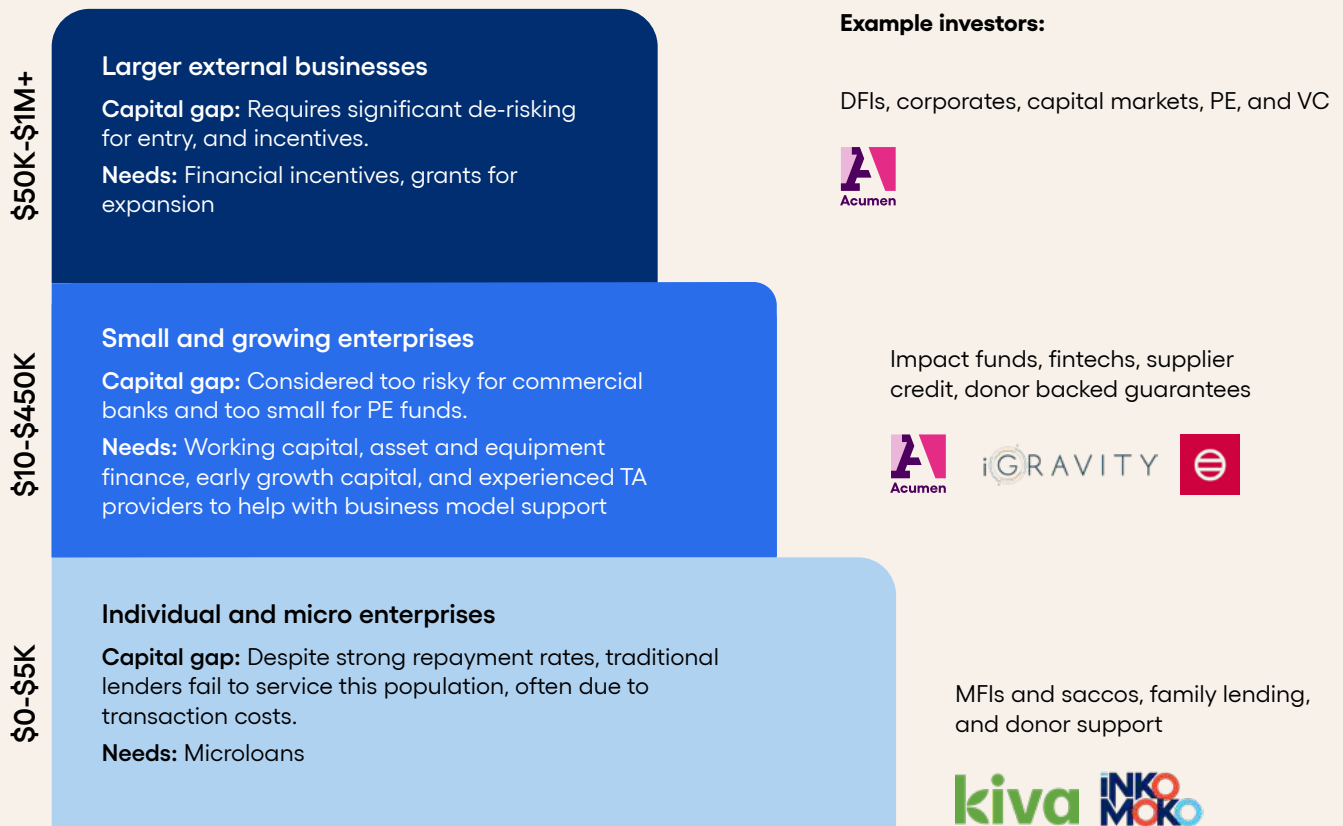 Example investors:
$50K-$1M+
Larger external businesses
Capital gap: Requires significant de-risking
for entry, and incentives.
Needs: Financial incentives, grants for
expansion
DFIs, corporates, capital markets, PE, and VC
A
Acumen
$10-$450K
Small and growing enterprises
Capital gap: Considered too risky for commercial
banks and too small for PE funds.
Needs: Working capital, asset and equipment
finance, early growth capital, and experienced TA
providers to help with business model support
Impact funds, fintechs, supplier
credit, donor backed guarantees
A
Acumen
iGRAVITY
$0-$5K
Individual and micro enterprises
Capital gap: Despite strong repayment rates, traditional
lenders fail to service this population, often due to
transaction costs.
Needs: Microloans
MFIs and saccos, family lending,
and donor support
kiva
iNKO
MOKO